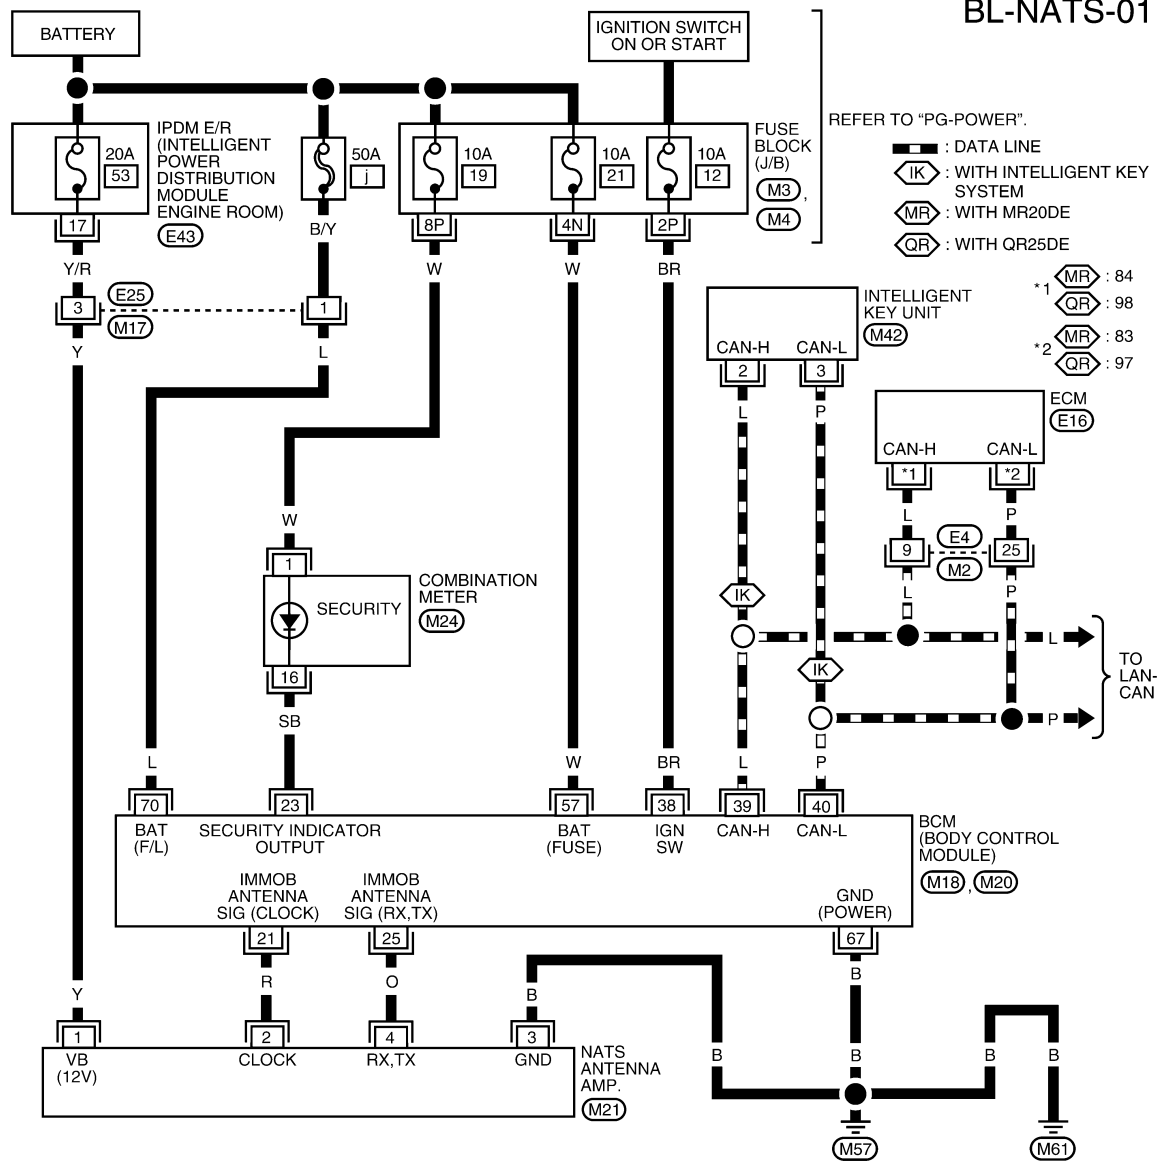 BL-NATS-01
BATTERY
IGNITION SWITCH
ON OR START
REFER TO “PG-POWER”.
: DATA LINE
IK : WITH INTELLIGENT KEY
SYSTEM
MR : WITH MR20DE
QR : WITH QR25DE
*1 MR : 84
QR : 98
*2 MR : 83
QR : 97
20A
53
IPDM E/R
(INTELLIGENT
POWER
DISTRIBUTION
MODULE
ENGINE ROOM)
E43
50A
j
10A
19
10A
21
10A
12
FUSE
BLOCK
(J/B)
M3 ,
M4
17
8P
4N
2P
B/Y
Y/R
W
W
BR
3
E25
M17
1
Y
L
INTELLIGENT
KEY UNIT
M42
CAN-H
CAN-L
2
3
L
P
ECM
E16
CAN-H
CAN-L
*1
*2
L
P
9
E4
M2
25
L
P
W
1
SECURITY
COMBINATION
METER
M24
16
SB
IK
IK
L
P
TO
LAN-
CAN
L
W
BR
L
P
70
23
57
38
39
40
BAT
(F/L)
SECURITY INDICATOR
OUTPUT
BAT
(FUSE)
IGN
SW
CAN-H
CAN-L
BCM
(BODY CONTROL
MODULE)
M18 , M20
IMMOB
ANTENNA
SIG (CLOCK)
IMMOB
ANTENNA
SIG (RX,TX)
GND
(POWER)
21
25
67
Y
R
O
B
B
1
2
4
3
VB
(12V)
CLOCK
RX,TX
GND
NATS
ANTENNA
AMP.
M21
B
B
B
B
M57
M61